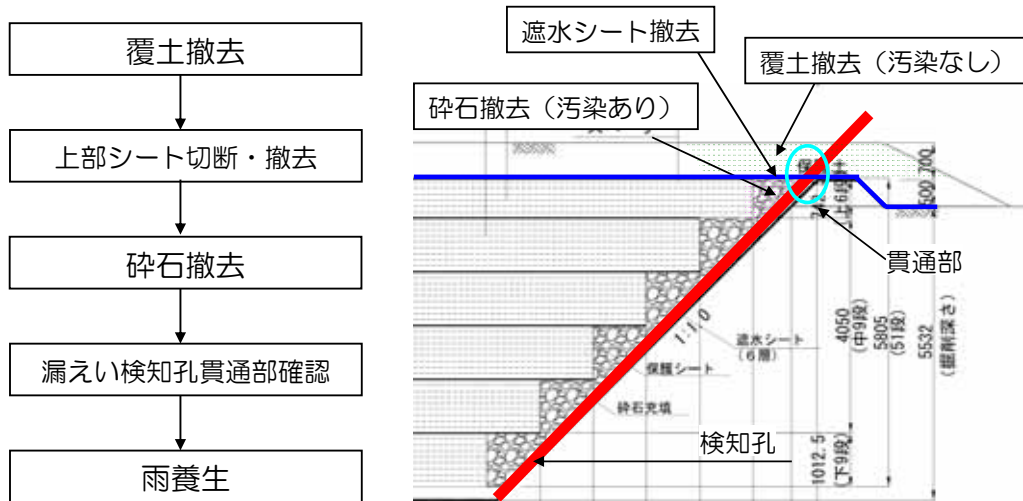 覆土撤去
上部シート切断・撤去
砕石撤去
漏えい検知孔貫通部確認
雨養生
遮水シート撤去
覆土撤去（汚染なし）
砕石撤去（汚染あり）
貫通部
検知孔
1:1.0
遮水シート
（６層）
保護シート
砕石充填
700
500
4050
(中9段)
5805
(51段)
5532
(掘削深さ)
1012.5
(下9段)